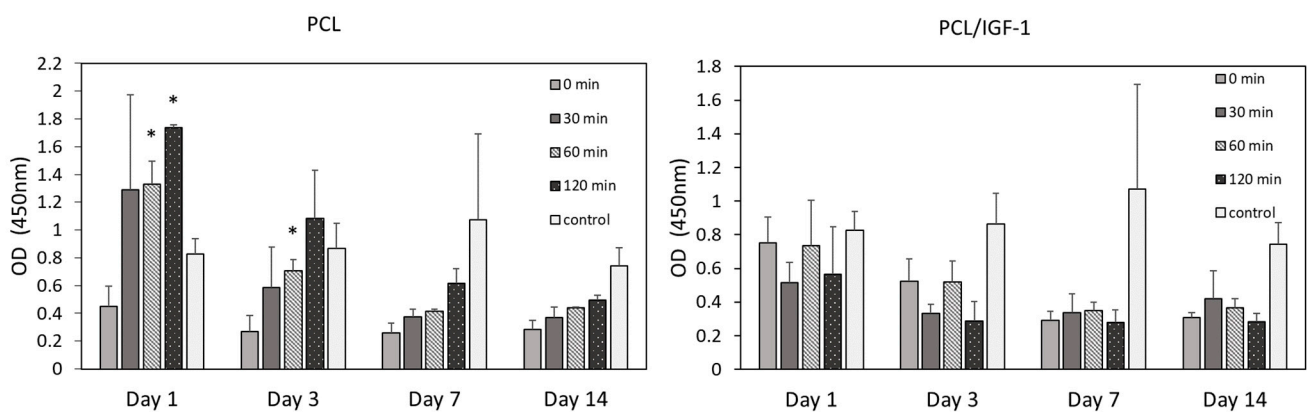 PCL
2.2
2
1.8
1.6
1.4
1.2
1
0.8
0.6
0.4
0.2
0
OD (450nm)
* * *
0 min
30 min
60 min
120 min
control
Day 1 Day 3 Day 7 Day 14
PCL/IGF-1
1.8
1.6
1.4
1.2
1
0.8
0.6
0.4
0.2
0
OD (450nm)
0 min
30 min
60 min
120 min
control
Day 1 Day 3 Day 7 Day 14